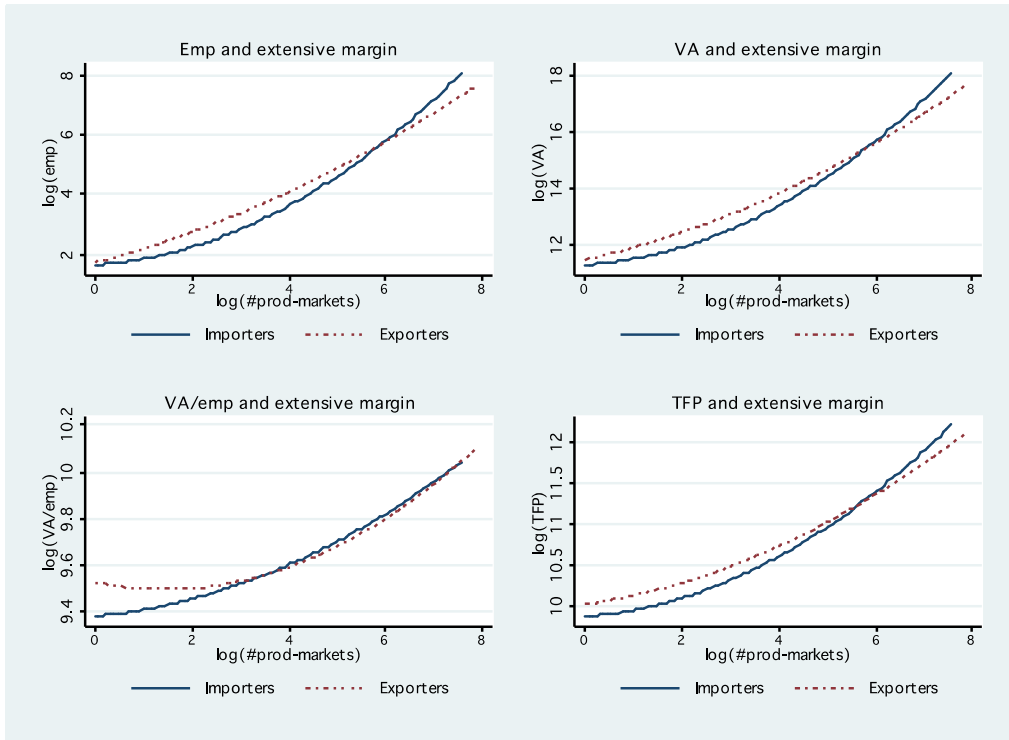 Emp and extensive margin
8
6
4
2
log(emp)
0 2 4 6 8
log(#prod-markets)
Importers Exporters
VA and extensive margin
18
16
14
12
log(VA)
0 2 4 6 8
log(#prod-markets)
Importers Exporters
VA/emp and extensive margin
10.2
10
9.8
9.6
9.4
log(VA/emp)
0 2 4 6 8
log(#prod-markets)
Importers Exporters
TFP and extensive margin
12
11.5
11
10.5
10
log(TFP)
0 2 4 6 8
log(#prod-markets)
Importers Exporters